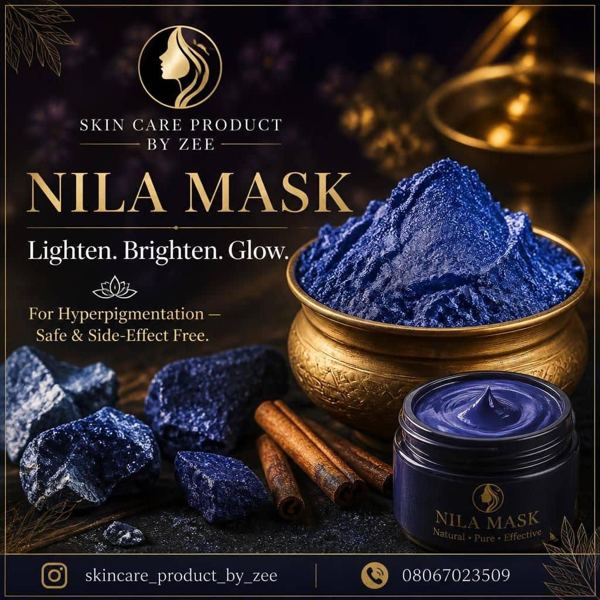 SKIN CARE PRODUCT
BY ZEE
NILA MASK
Lighten. Brighten. Glow.
For Hyperpigmentation —
Safe & Side-Effect Free.
NILA MASK
Natural • Pure • Effective
skincare_product_by_zee
08067023509